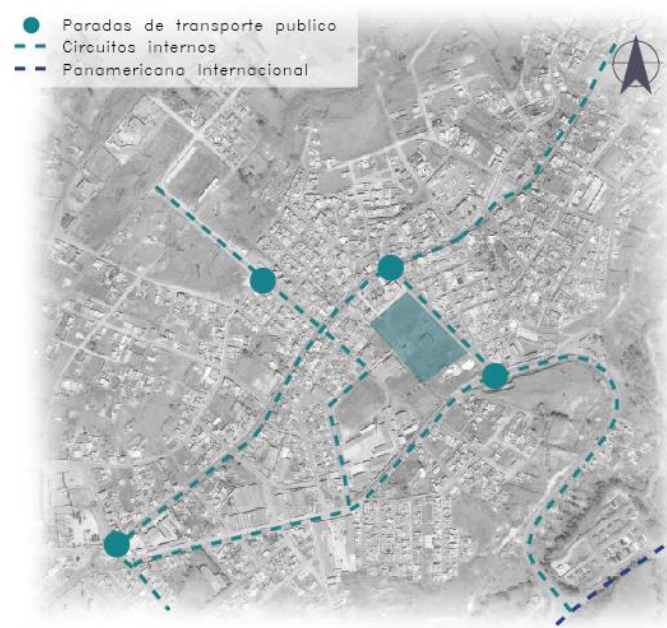 Paradas de transporte publico
Circuitos internos
Panamericana Internacional